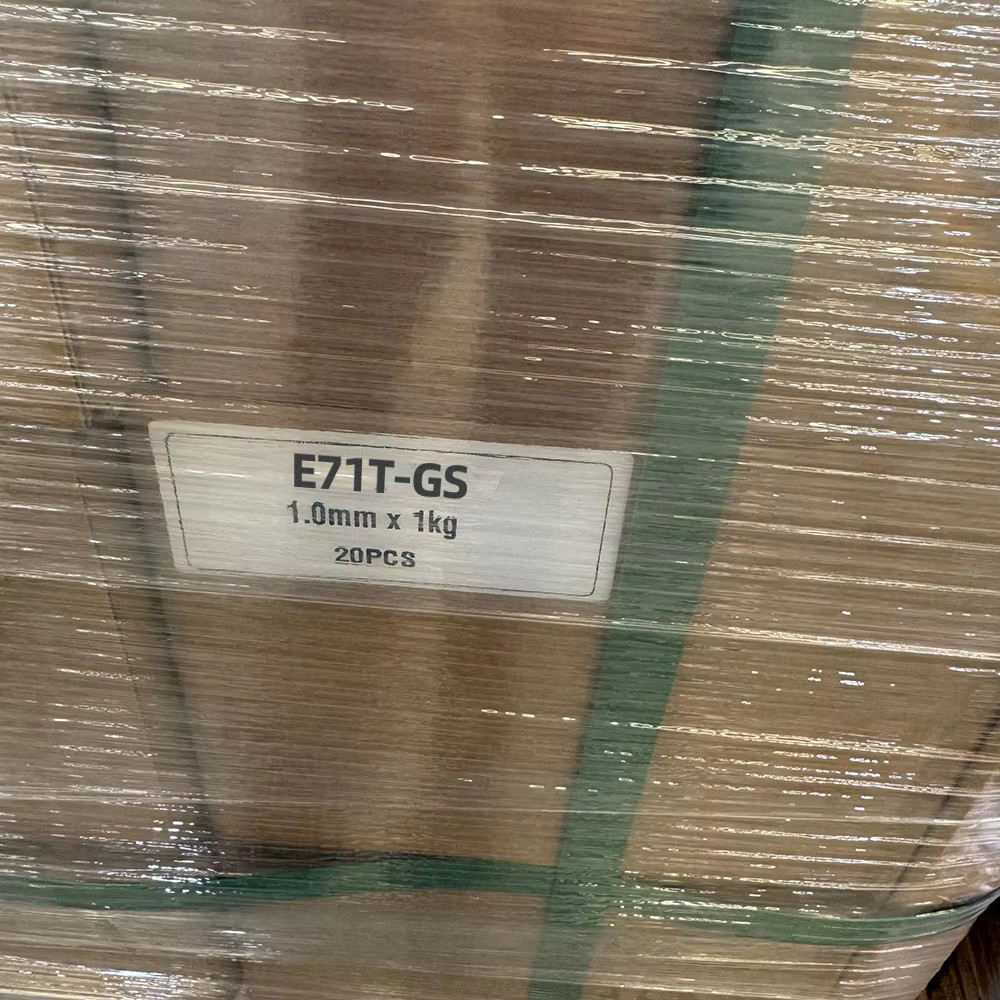 E71T-GS
1.0mm x 1kg
20PCS